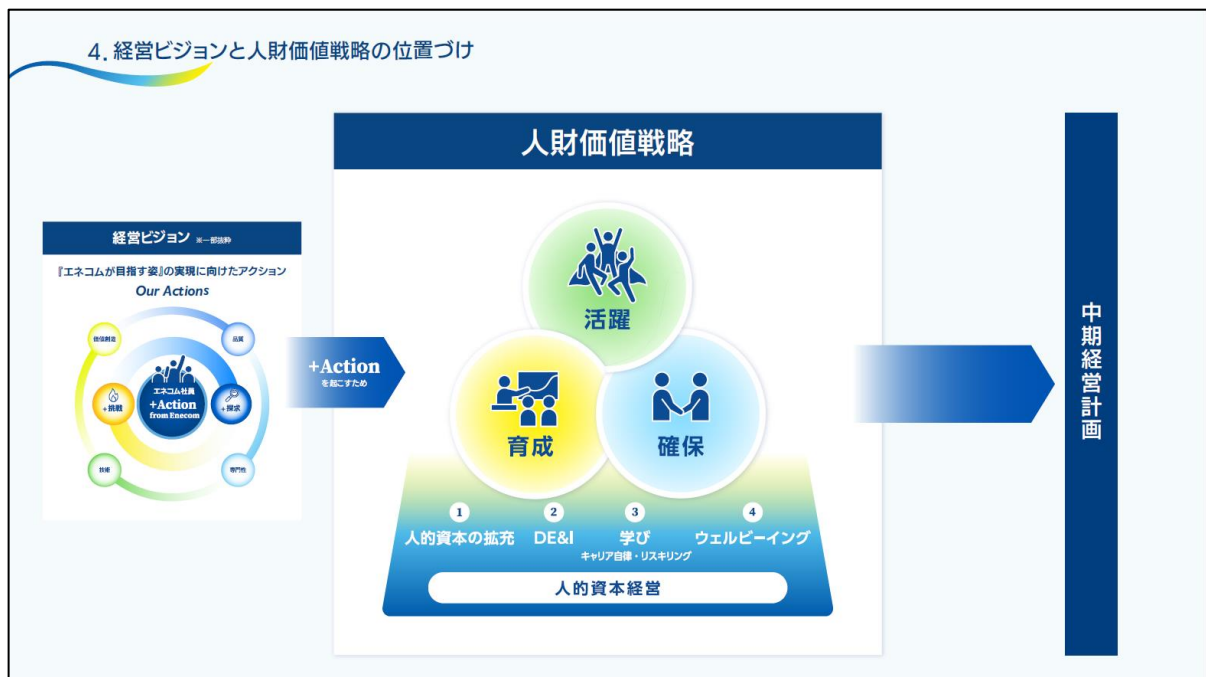 4. 経営ビジョンと人財価値戦略の位置づけ
経営ビジョン ※一部抜粋
『エネコムが目指す姿』の実現に向けたアクション
Our Actions
価値創造
品質
エネコム社員
+Action
from Enecom
+挑戦
+探求
技術
専門性
+Action
を起こすため
人財価値戦略
活躍
育成
確保
1 2 3 4
人的資本の拡充 DE&I 学び ウェルビーイング
キャリア自律・リスキリング
人的資本経営
中期経営計画